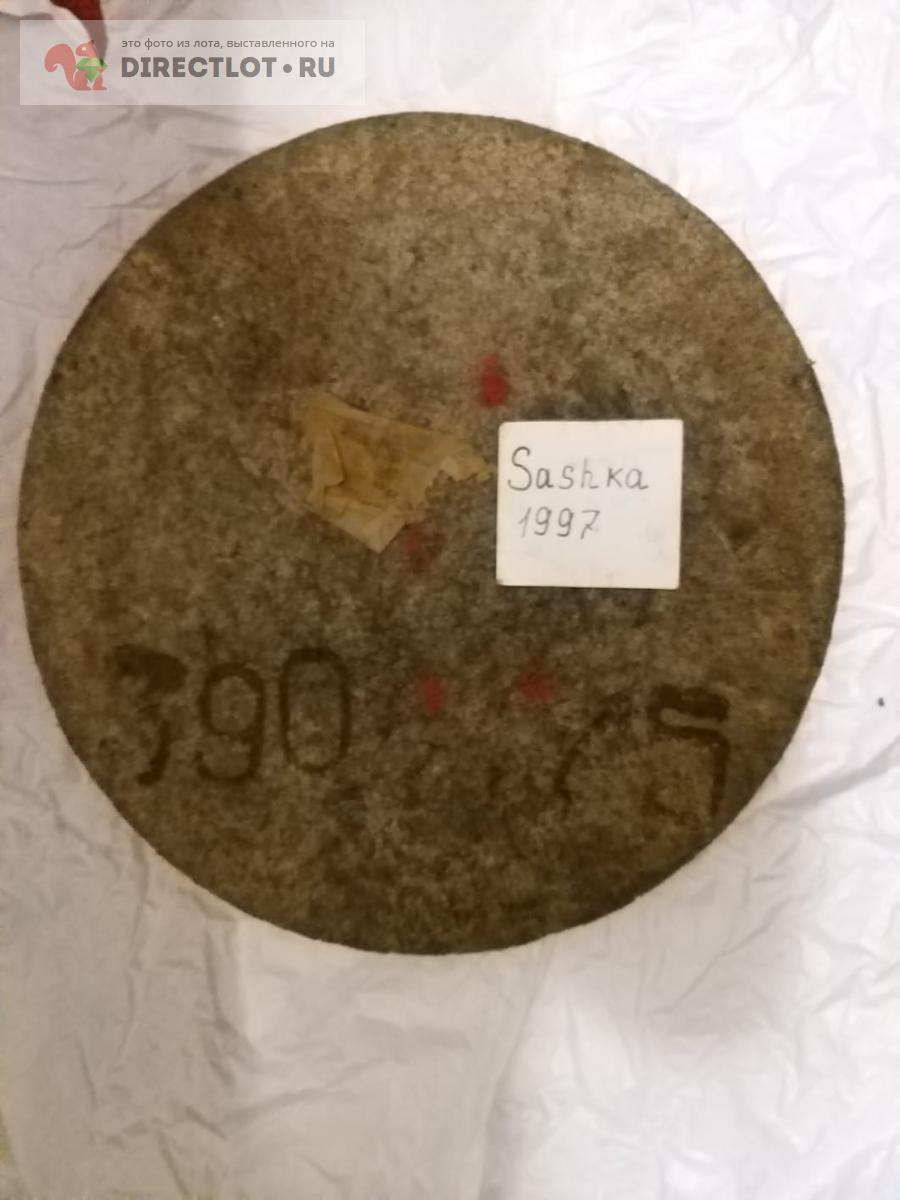 это фото из лота, выставленного на
DIRECTLOT.RU
Sashka
1997
390